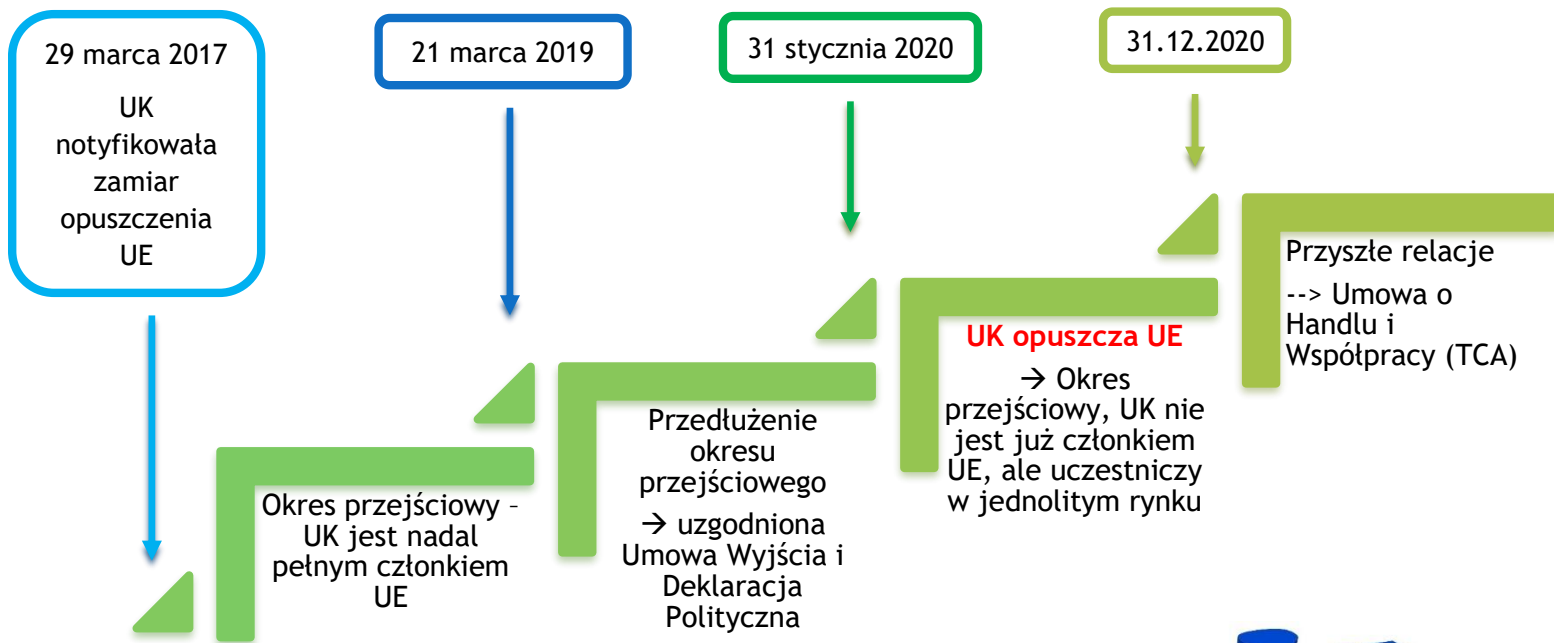 29 marca 2017
UK
notyfikowała
zamiar
opuszczenia
UE
21 marca 2019
31 stycznia 2020
31.12.2020
Okres przejściowy –
UK jest nadal
pełnym członkiem
UE
Przedłużenie
okresu
przejściowego
→ uzgodniona
Umowa Wyjścia i
Deklaracja
Polityczna
UK opuszcza UE
→ Okres
przejściowy, UK nie
jest już członkiem
UE, ale uczestniczy
w jednolitym rynku
Przyszłe relacje
--> Umowa o
Handlu i
Współpracy (TCA)